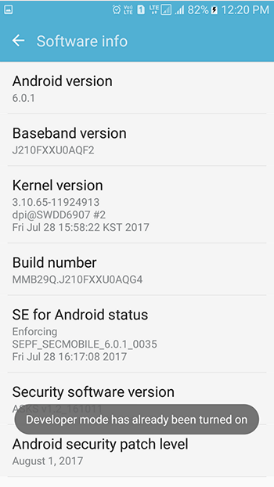 82% 12:20 PM
Software info
Android version
6.0.1
Baseband version
J210FXXU0AQF2
Kernel version
3.10.65-11924913
dpi@SWDD6907 #2
Fri Jul 28 15:58:22 KST 2017
Build number
MMB29Q.J210FXXU0AQG4
SE for Android status
Enforcing
SEPF_SECMOBILE_6.0.1_0035
Fri Jul 28 16:17:08 2017
Security software version
Developer mode has already been turned on
Android security patch level
August 1, 2017